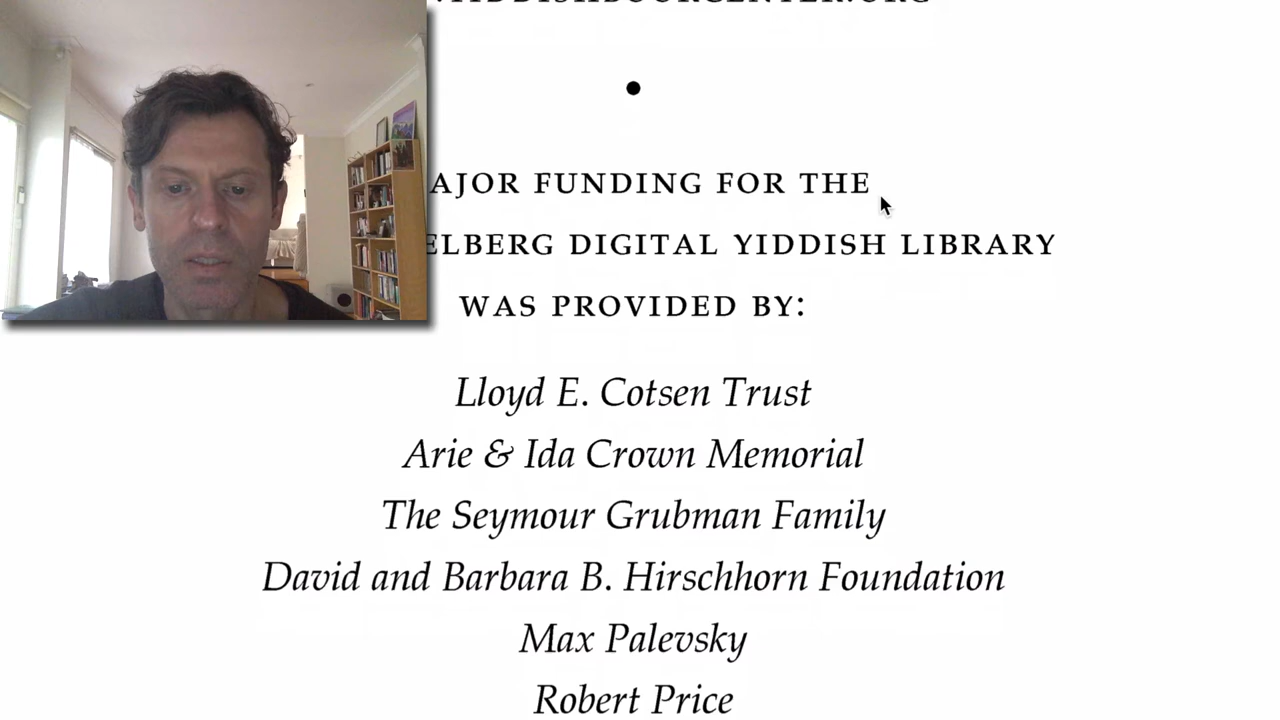 AJOR FUNDING FOR THE
ELBERG DIGITAL YIDDISH LIBRARY
WAS PROVIDED BY:
Lloyd E. Cotsen Trust
Arie & Ida Crown Memorial
The Seymour Grubman Family
David and Barbara B. Hirschhorn Foundation
Max Palevsky
Robert Price